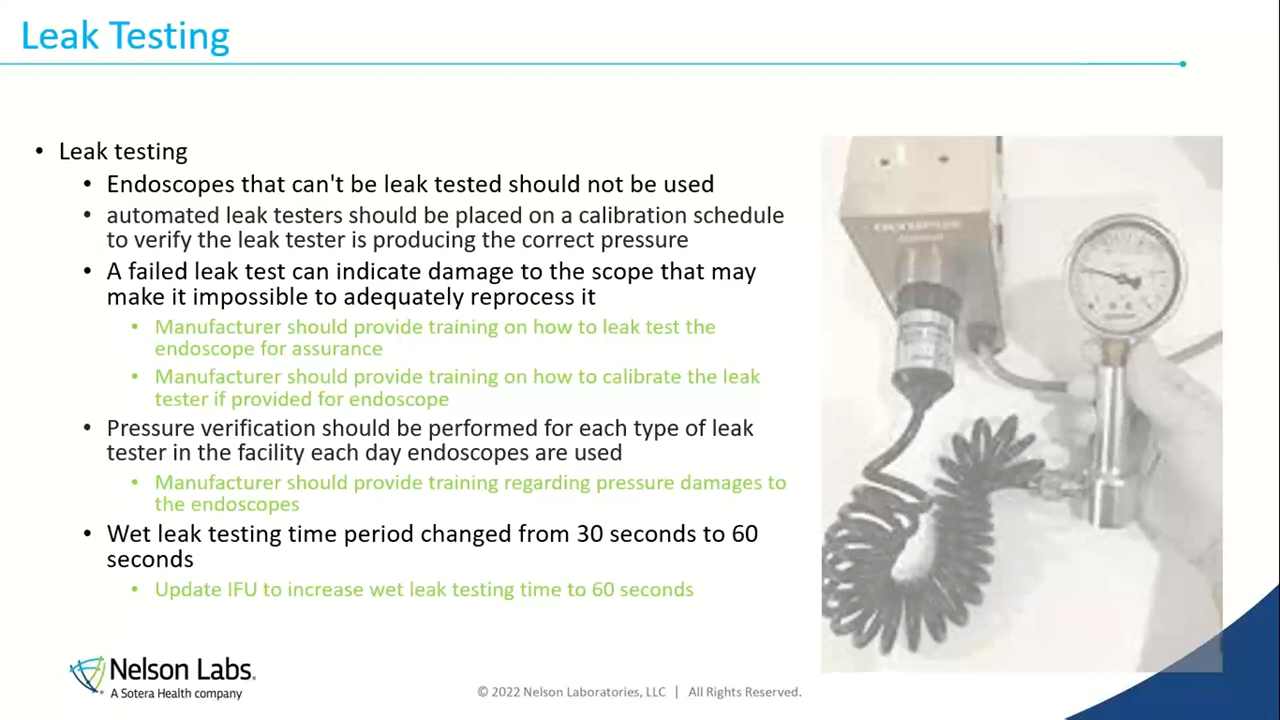 Leak Testing
• Leak testing
• Endoscopes that can't be leak tested should not be used
• automated leak testers should be placed on a calibration schedule
to verify the leak tester is producing the correct pressure
• A failed leak test can indicate damage to the scope that may
make it impossible to adequately reprocess it
• Manufacturer should provide training on how to leak test the
endoscope for assurance
• Manufacturer should provide training on how to calibrate the leak
tester if provided for endoscope
• Pressure verification should be performed for each type of leak
tester in the facility each day endoscopes are used
• Manufacturer should provide training regarding pressure damages to
the endoscopes
• Wet leak testing time period changed from 30 seconds to 60
seconds
• Update IFU to increase wet leak testing time to 60 seconds
OLYMPUS
Nelson Labs.
A Sotera Health company
© 2022 Nelson Laboratories, LLC | All Rights Reserved.